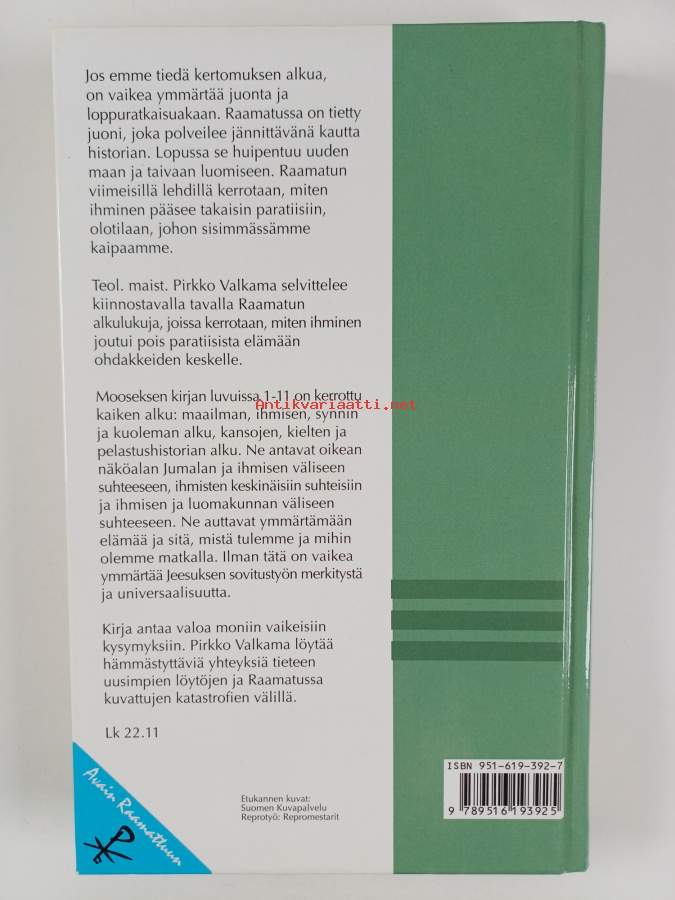 Jos emme tiedä kertomuksen alkua,
on vaikea ymmärtää juonta ja
loppuratkaisuakaan. Raamatussa on tietty
juoni, joka polveilee jännittävänä kautta
historian. Lopussa se huipentuu uuden
maan ja taivaan luomiseen. Raamatun
viimeisillä lehdillä kerrotaan, miten
ihminen pääsee takaisin paratiisiin,
olotilaan, johon sisimmässämme
kaipaamme.
Teol. maist. Pirkko Valkama selvittelee
kiinnostavalla tavalla Raamatun
alkulukuja, joissa kerrotaan, miten ihminen
joutui pois paratiisista elämään
ohdakkeiden keskelle.
Mooseksen kirjan luvuissa 1-11 on kerrottu
kaiken alku: maailman, ihmisen, synnin
ja kuoleman alku, kansojen, kielten ja
pelastushistorian alku. Ne antavat oikean
näköalan Jumalan ja ihmisen väliseen
suhteeseen, ihmisten keskinäisiin suhteisiin
ja ihmisen ja luomakunnan väliseen
suhteeseen. Ne auttavat ymmärtämään
elämää ja sitä, mistä tulemme ja mihin
olemme matkalla. Ilman tätä on vaikea
ymmärtää Jeesuksen sovitustyön merkitystä
ja universaalisuutta.
Kirja antaa valoa moniin vaikeisiin
kysymyksiin. Pirkko Valkama löytää
hämmästyttäviä yhteyksiä tieteen
uusimpien löytöjen ja Raamatussa
kuvattujen katastrofien välillä.
Lk 22.11
Antikvariaatti.net
Avain Raamattuun
Etukannen kuvat:
Suomen Kuvapalvelu
Reprotyö: Repromestarit
ISBN 951-619-392-7
9 789516 193925